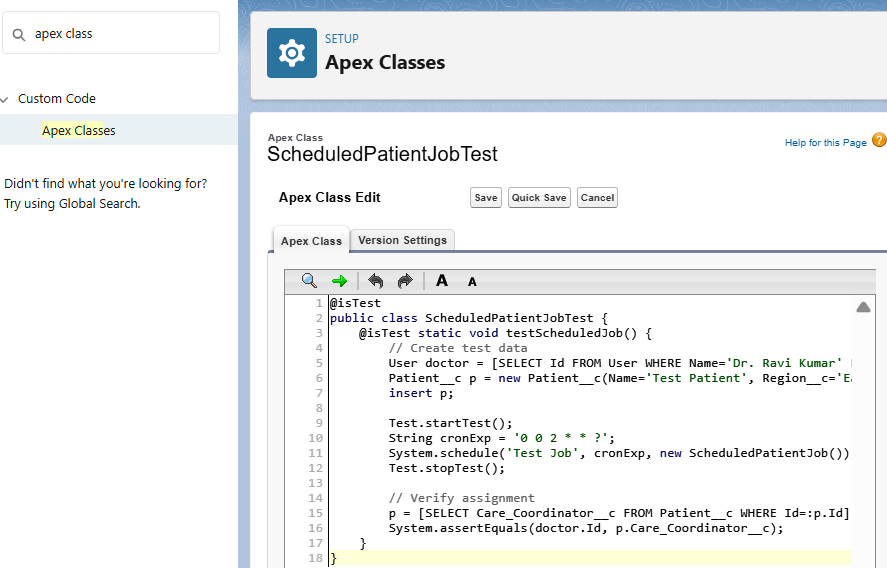 apex class
Custom Code
Apex Classes
Didn't find what you're looking for?
Try using Global Search.
SETUP
Apex Classes
Apex Class
ScheduledPatientJobTest
Help for this Page ?
Apex Class Edit
Save Quick Save Cancel
Apex Class Version Settings
A A
1 @isTest
2 public class ScheduledPatientJobTest {
3 @isTest static void testScheduledJob() {
4 // Create test data
5 User doctor = [SELECT Id FROM User WHERE Name='Dr. Ravi Kumar'
6 Patient__c p = new Patient__c(Name='Test Patient', Region__c='Ea
7 insert p;
8
9 Test.startTest();
10 String cronExp = '0 0 2 * * ?';
11 System.schedule('Test Job', cronExp, new ScheduledPatientJob())
12 Test.stopTest();
13
14 // Verify assignment
15 p = [SELECT Care_Coordinator__c FROM Patient__c WHERE Id=:p.Id]
16 System.assertEquals(doctor.Id, p.Care_Coordinator__c);
17 }
18 }